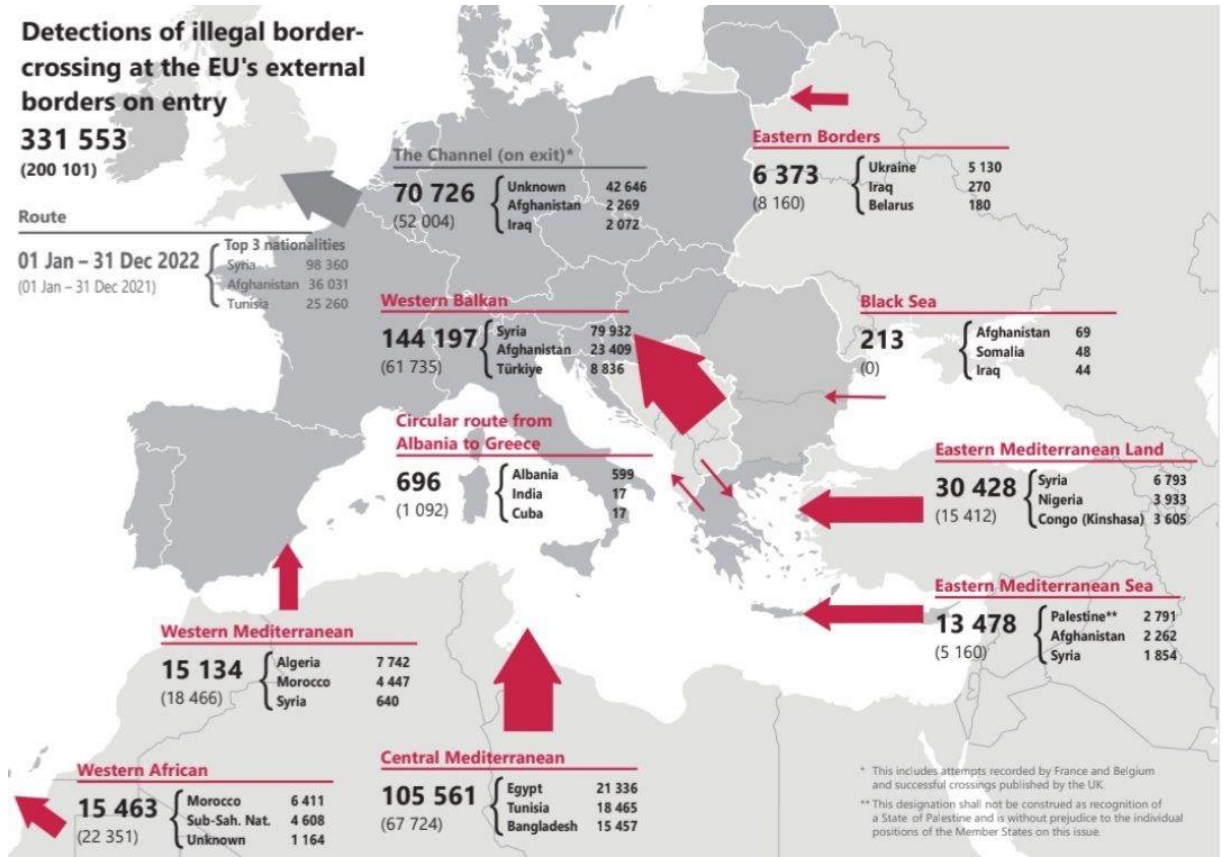 Detections of illegal border-
crossing at the EU's external
borders on entry
331 553
(200 101)
Route
01 Jan – 31 Dec 2022
(01 Jan – 31 Dec 2021)
Top 3 nationalities
Syria 98 360
Afghanistan 36 031
Tunisia 25 260
The Channel (on exit)*
70 726
(52 004)
Unknown 42 646
Afghanistan 2 269
Iraq 2 072
Eastern Borders
6 373
(8 160)
Ukraine 5 130
Iraq 270
Belarus 180
Western Balkan
144 197
(61 735)
Syria 79 932
Afghanistan 23 409
Türkiye 8 836
Black Sea
213
(0)
Afghanistan 69
Somalia 48
Iraq 44
Circular route from
Albania to Greece
696
(1 092)
Albania 599
India 17
Cuba 17
Eastern Mediterranean Land
30 428
(15 412)
Syria 6 793
Nigeria 3 933
Congo (Kinshasa) 3 605
Eastern Mediterranean Sea
13 478
(5 160)
Palestine** 2 791
Afghanistan 2 262
Syria 1 854
Western Mediterranean
15 134
(18 466)
Algeria 7 742
Morocco 4 447
Syria 640
Central Mediterranean
105 561
(67 724)
Egypt 21 336
Tunisia 18 465
Bangladesh 15 457
Western African
15 463
(22 351)
Morocco 6 411
Sub-Sah. Nat. 4 608
Unknown 1 164
* This includes attempts recorded by France and Belgium
and successful crossings published by the UK.
** This designation shall not be construed as recognition of
a State of Palestine and is without prejudice to the individual
positions of the Member States on this issue.